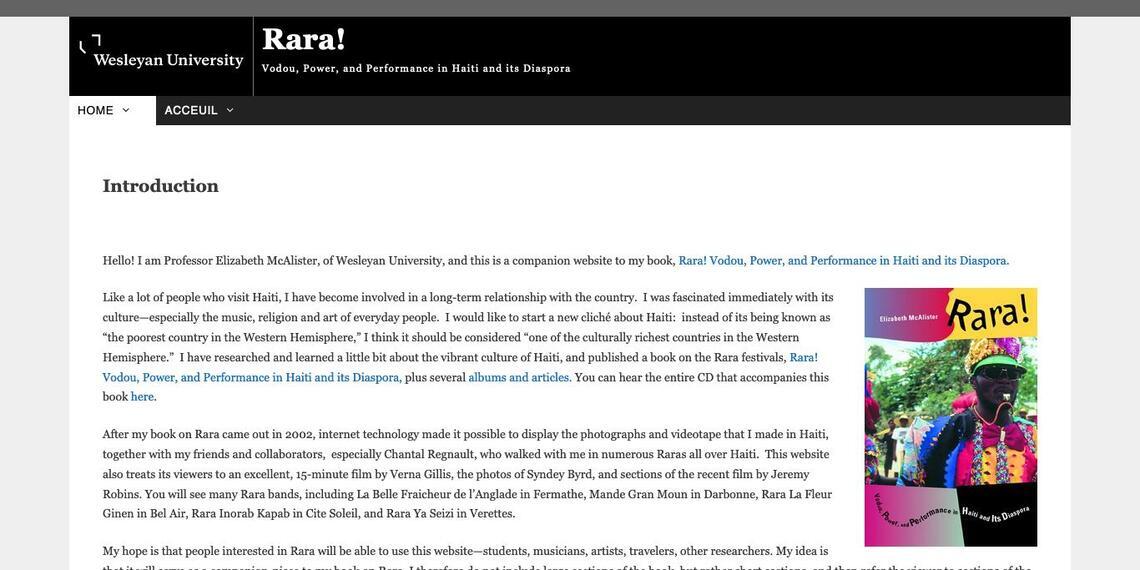 Wesleyan University
Rara!
Vodou, Power, and Performance in Haiti and its Diaspora
HOME
ACCEUIL
Introduction
Hello! I am Professor Elizabeth McAlister, of Wesleyan University, and this is a companion website to my book, Rara! Vodou, Power, and Performance in Haiti and its Diaspora.
Like a lot of people who visit Haiti, I have become involved in a long-term relationship with the country.  I was fascinated immediately with its
culture—especially the music, religion and art of everyday people.  I would like to start a new cliché about Haiti:  instead of its being known as
“the poorest country in the Western Hemisphere,” I think it should be considered “one of the culturally richest countries in the Western
Hemisphere.”  I have researched and learned a little bit about the vibrant culture of Haiti, and published a book on the Rara festivals, Rara!
Vodou, Power, and Performance in Haiti and its Diaspora, plus several albums and articles. You can hear the entire CD that accompanies this
book here.
After my book on Rara came out in 2002, internet technology made it possible to display the photographs and videotape that I made in Haiti,
together with my friends and collaborators,  especially Chantal Regnault, who walked with me in numerous Raras all over Haiti.  This website
also treats its viewers to an excellent, 15-minute film by Verna Gillis, the photos of Syndey Byrd, and sections of the recent film by Jeremy
Robins. You will see many Rara bands, including La Belle Fraicheur de l’Anglade in Fermathe, Mande Gran Moun in Darbonne, Rara La Fleur
Ginen in Bel Air, Rara Inorab Kapab in Cite Soleil, and Rara Ya Seizi in Verettes.
My hope is that people interested in Rara will be able to use this website—students, musicians, artists, travelers, other researchers. My idea is
Elizabeth McAlister
Rara!
Vodou, Power, and Performance in Haiti and Its Diaspora